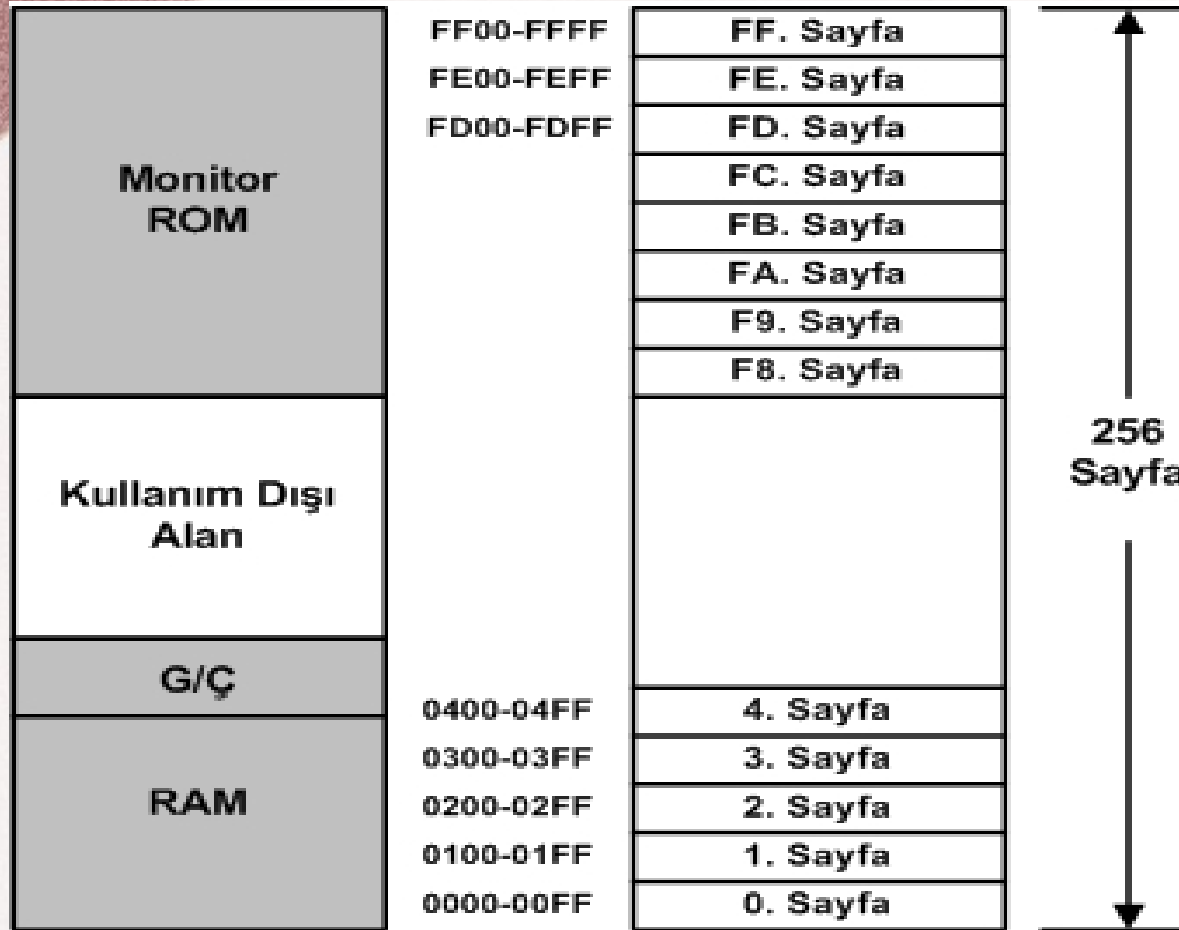 FF00-FFFF FF. Sayfa
FE00-FEFF FE. Sayfa
FD00-FDFF FD. Sayfa
Monitor
ROM
FC. Sayfa
FB. Sayfa
FA. Sayfa
F9. Sayfa
F8. Sayfa
256
Sayfa
Kullanım Dışı
Alan
G/Ç
0400-04FF 4. Sayfa
0300-03FF 3. Sayfa
RAM
0200-02FF 2. Sayfa
0100-01FF 1. Sayfa
0000-00FF 0. Sayfa